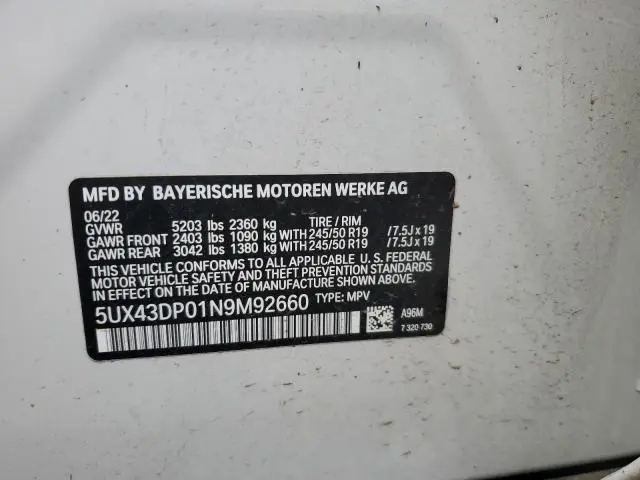 MFD BY BAYERISCHE MOTOREN WERKE AG
06/22
GVWR 5203 lbs 2360 kg TIRE / RIM
GAWR FRONT 2403 lbs 1090 kg WITH 245/50 R19 /7.5J x 19
GAWR REAR 3042 lbs 1380 kg WITH 245/50 R19 /7.5J x 19
THIS VEHICLE CONFORMS TO ALL APPLICABLE U. S. FEDERAL
MOTOR VEHICLE SAFETY AND THEFT PREVENTION STANDARDS
IN EFFECT ON THE DATE OF MANUFACTURE SHOWN ABOVE.
5UX43DP01N9M92660 TYPE: MPV
A96M
7 320 730